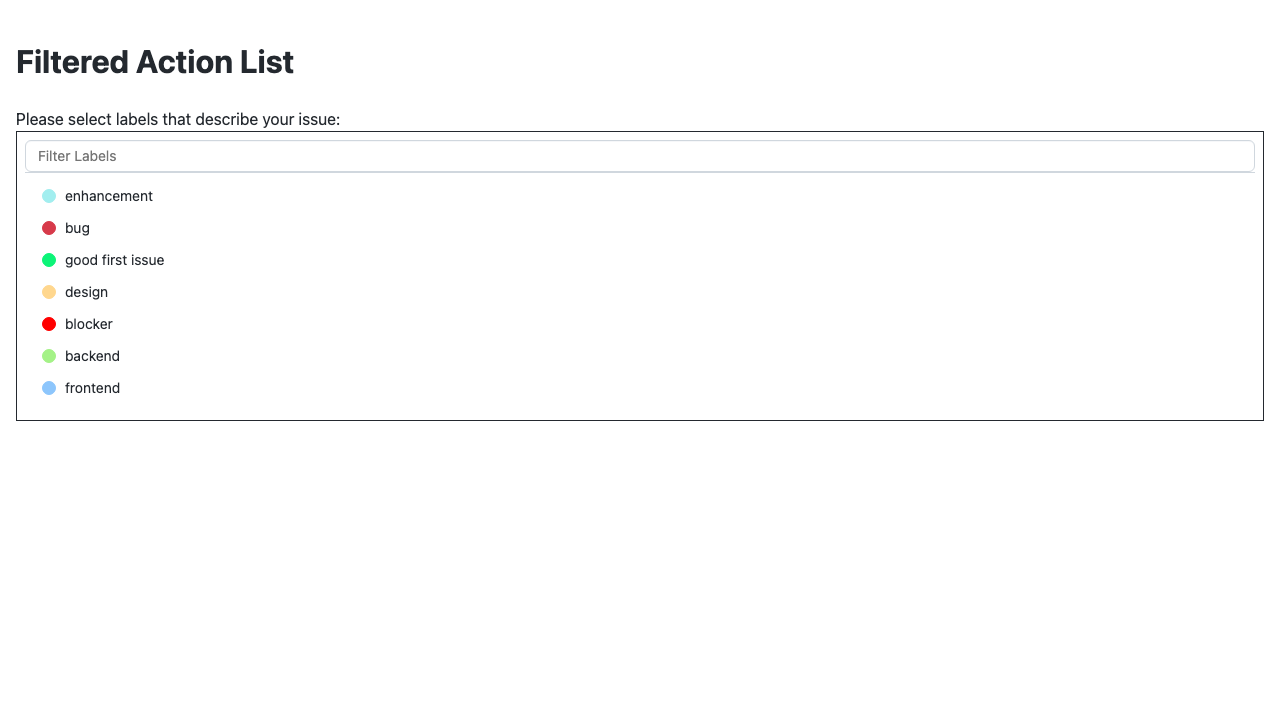 Filtered Action List
Please select labels that describe your issue:
Filter Labels
enhancement
bug
good first issue
design
blocker
backend
frontend